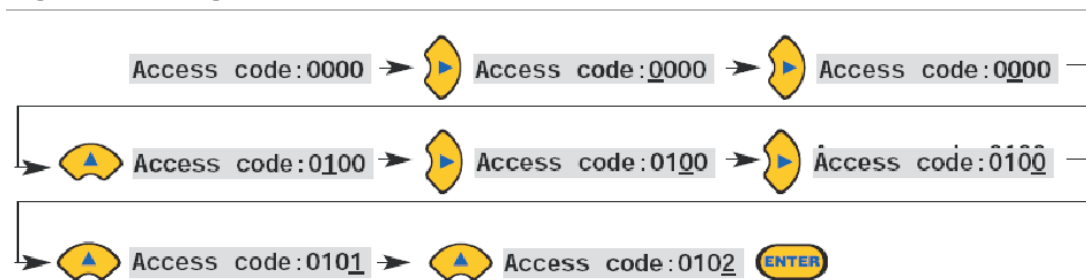 Access code:0000 Access code:0000 Access code:0000
Access code:0100 Access code:0100 Access code:0100
Access code:0101 Access code:0102 ENTER